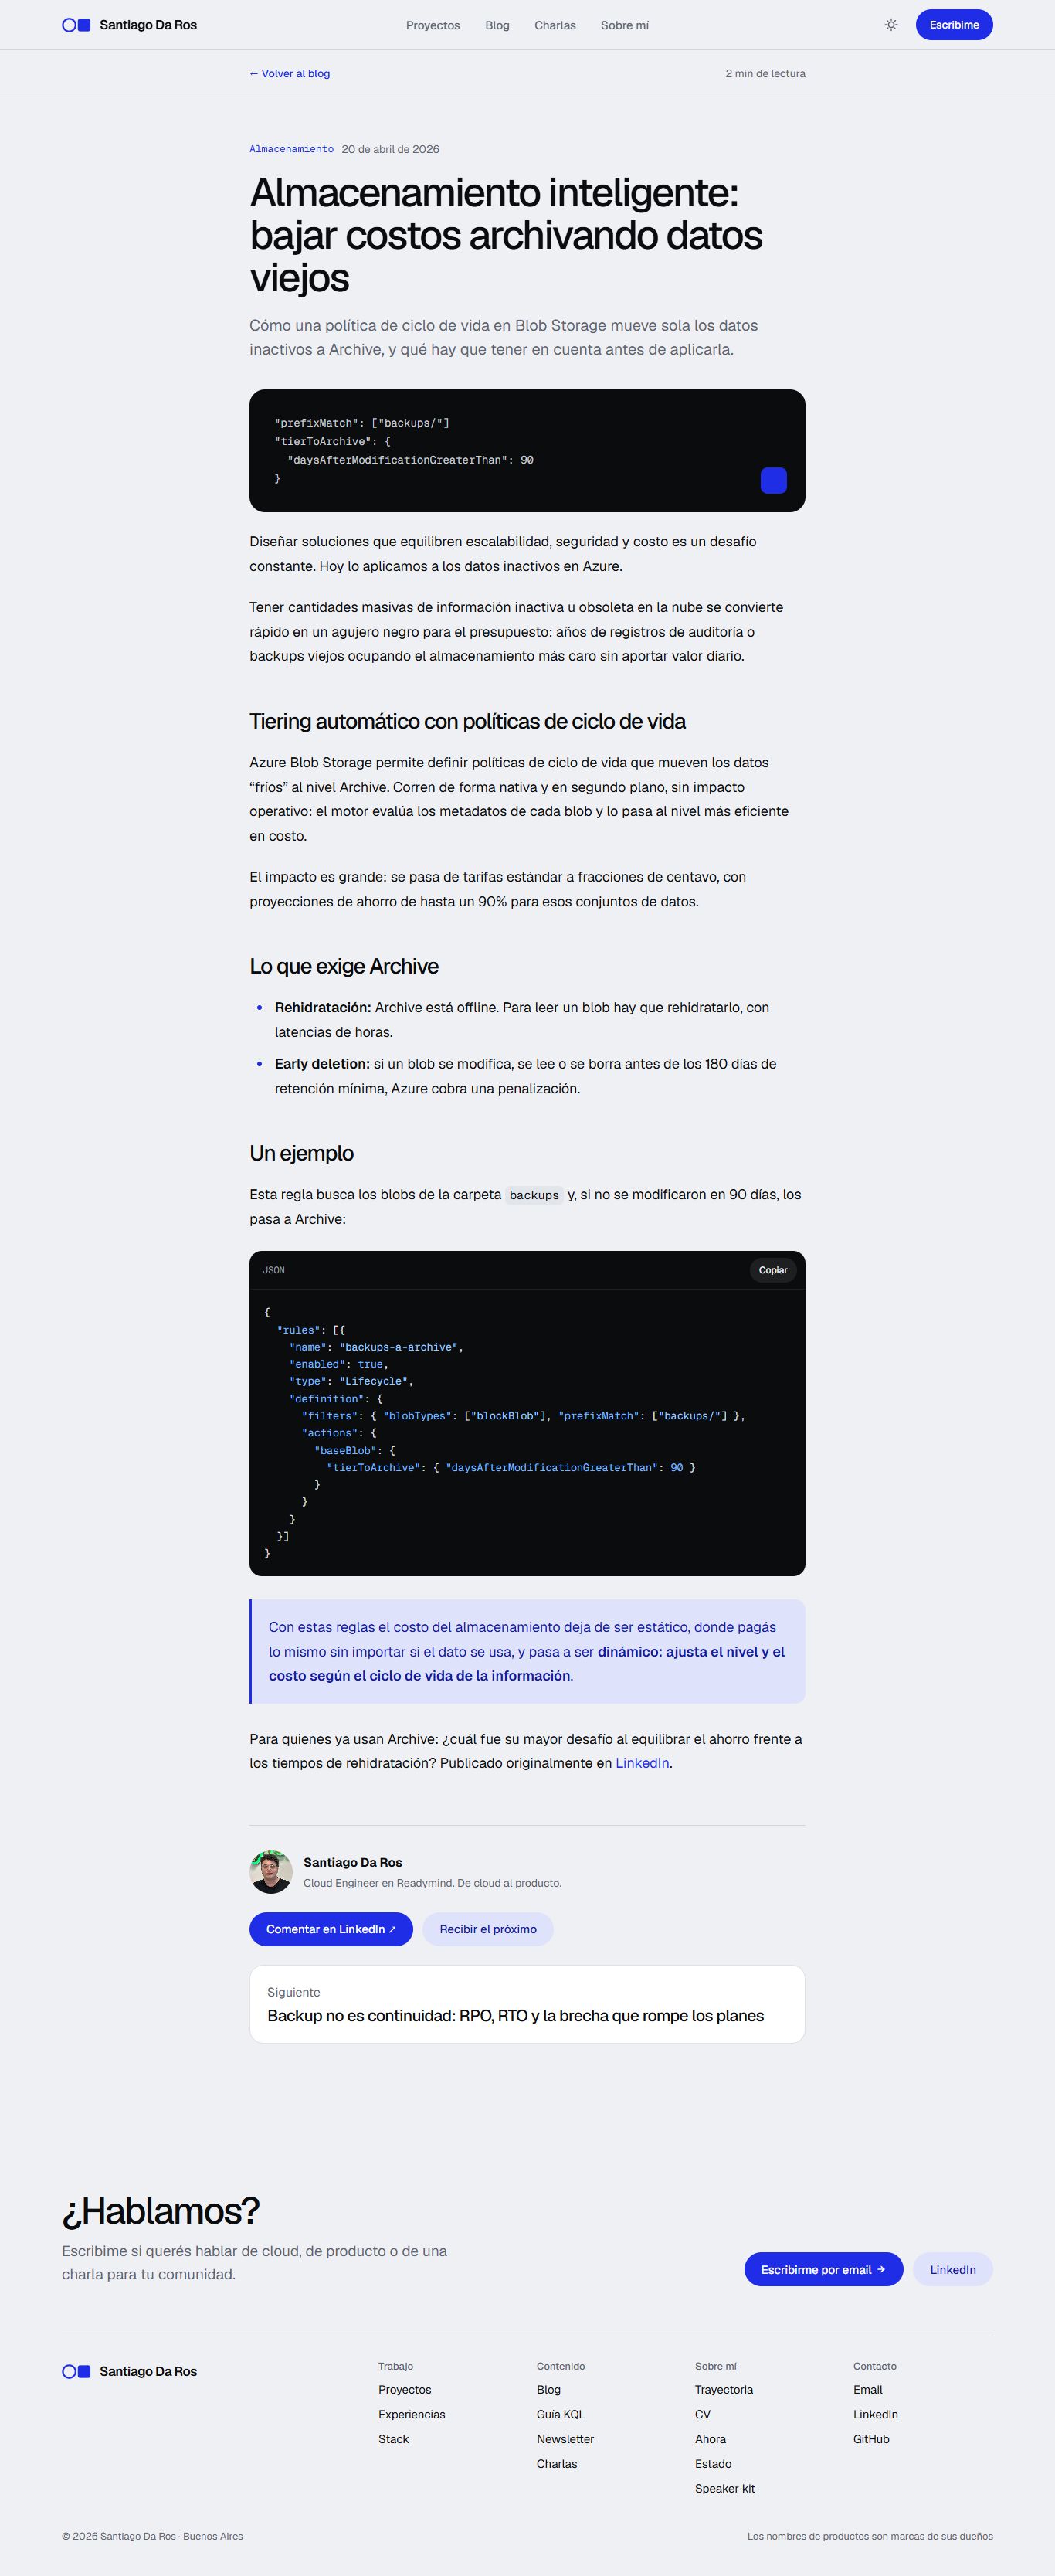 Santiago Da Ros
Proyectos Blog Charlas Sobre mí
Escribime
← Volver al blog
2 min de lectura
Almacenamiento 20 de abril de 2026
Almacenamiento inteligente:
bajar costos archivando datos
viejos
Cómo una política de ciclo de vida en Blob Storage mueve sola los datos
inactivos a Archive, y qué hay que tener en cuenta antes de aplicarla.
"prefixMatch": ["backups/"]
"tierToArchive": {
  "daysAfterModificationGreaterThan": 90
}
Diseñar soluciones que equilibren escalabilidad, seguridad y costo es un desafío
constante. Hoy lo aplicamos a los datos inactivos en Azure.
Tener cantidades masivas de información inactiva u obsoleta en la nube se convierte
rápido en un agujero negro para el presupuesto: años de registros de auditoría o
backups viejos ocupando el almacenamiento más caro sin aportar valor diario.
Tiering automático con políticas de ciclo de vida
Azure Blob Storage permite definir políticas de ciclo de vida que mueven los datos
“fríos” al nivel Archive. Corren de forma nativa y en segundo plano, sin impacto
operativo: el motor evalúa los metadatos de cada blob y lo pasa al nivel más eficiente
en costo.
El impacto es grande: se pasa de tarifas estándar a fracciones de centavo, con
proyecciones de ahorro de hasta un 90% para esos conjuntos de datos.
Lo que exige Archive
• Rehidratación: Archive está offline. Para leer un blob hay que rehidratarlo, con
latencias de horas.
• Early deletion: si un blob se modifica, se lee o se borra antes de los 180 días de
retención mínima, Azure cobra una penalización.
Un ejemplo
Esta regla busca los blobs de la carpeta backups y, si no se modificaron en 90 días, los
pasa a Archive:
JSON
Copiar
{
  "rules": [{
    "name": "backups-a-archive",
    "enabled": true,
    "type": "Lifecycle",
    "definition": {
      "filters": { "blobTypes": ["blockBlob"], "prefixMatch": ["backups/"] },
      "actions": {
        "baseBlob": {
          "tierToArchive": { "daysAfterModificationGreaterThan": 90 }
        }
      }
    }
  }]
}
Con estas reglas el costo del almacenamiento deja de ser estático, donde pagás
lo mismo sin importar si el dato se usa, y pasa a ser dinámico: ajusta el nivel y el
costo según el ciclo de vida de la información.
Para quienes ya usan Archive: ¿cuál fue su mayor desafío al equilibrar el ahorro frente a
los tiempos de rehidratación? Publicado originalmente en LinkedIn.
Santiago Da Ros
Cloud Engineer en Readymind. De cloud al producto.
Comentar en LinkedIn ↗
Recibir el próximo
Siguiente
Backup no es continuidad: RPO, RTO y la brecha que rompe los planes
¿Hablamos?
Escribime si querés hablar de cloud, de producto o de una
charla para tu comunidad.
Escribirme por email →
LinkedIn
Santiago Da Ros
Trabajo
Proyectos
Experiencias
Stack
Contenido
Blog
Guía KQL
Newsletter
Charlas
Sobre mí
Trayectoria
CV
Ahora
Estado
Speaker kit
Contacto
Email
LinkedIn
GitHub
© 2026 Santiago Da Ros · Buenos Aires
Los nombres de productos son marcas de sus dueños